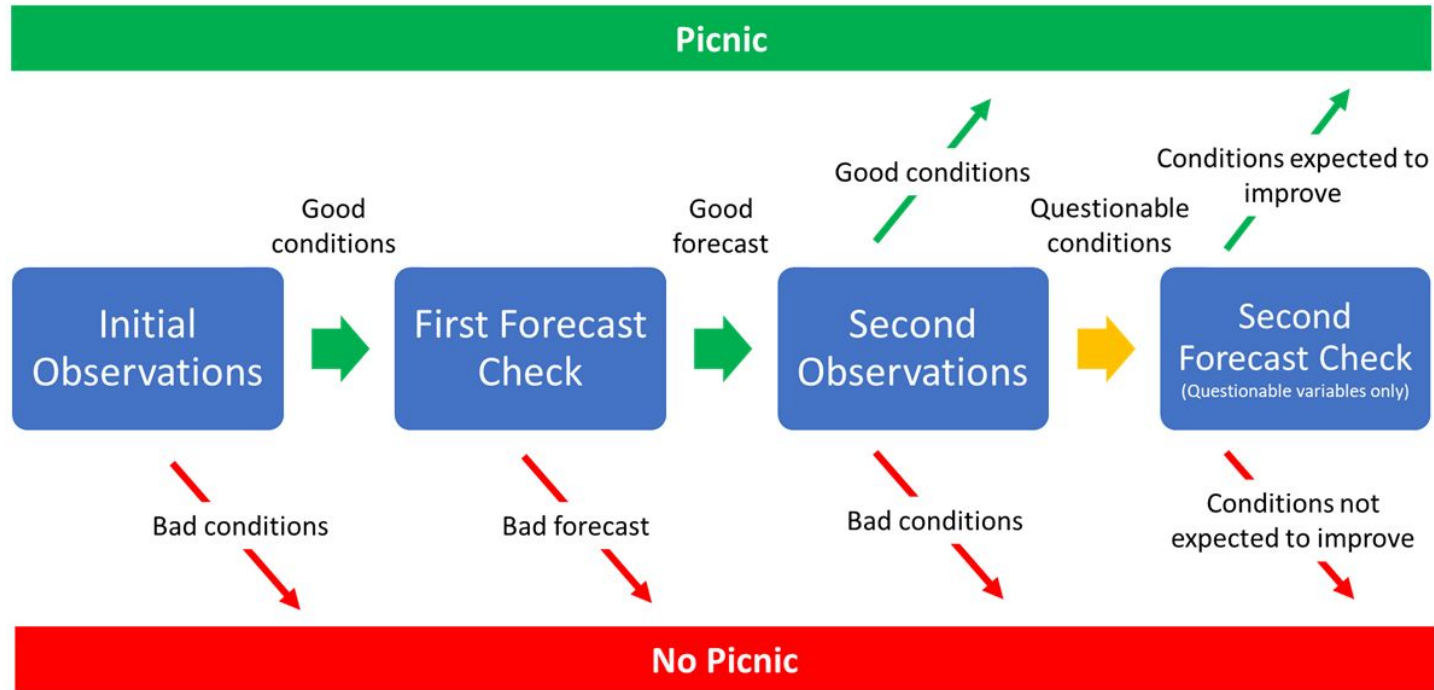 Picnic
Good conditions
Conditions expected to
improve
Good
conditions
Good
forecast
Questionable
conditions
Initial
Observations
First Forecast
Check
Second
Observations
Second
Forecast Check
(Questionable variables only)
Bad conditions
Bad forecast
Bad conditions
Conditions not
expected to improve
No Picnic